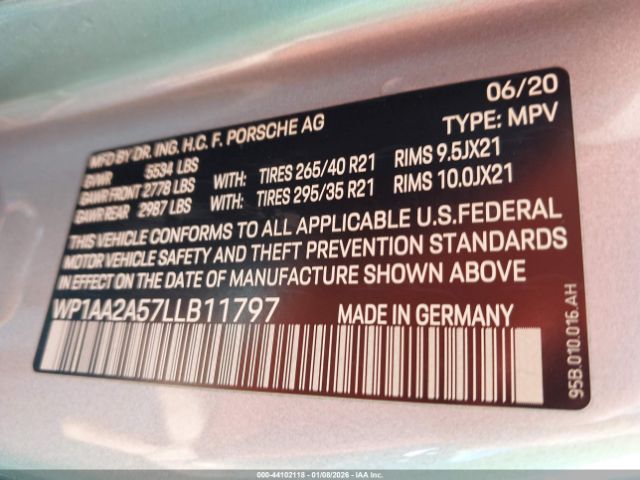 06/20
MFD BY DR. ING. H.C. F. PORSCHE AG TYPE: MPV
GVWR 5534 LBS
GAWR FRONT 2778 LBS WITH: TIRES 265/40 R21 RIMS 9.5JX21
GAWR REAR 2987 LBS WITH: TIRES 295/35 R21 RIMS 10.0JX21
THIS VEHICLE CONFORMS TO ALL APPLICABLE U.S.FEDERAL
MOTOR VEHICLE SAFETY AND THEFT PREVENTION STANDARDS
IN EFFECT ON THE DATE OF MANUFACTURE SHOWN ABOVE
WP1AA2A57LLB11797 MADE IN GERMANY
95B.010.016.AH
000-44102118 - 01/08/2026 - IAA Inc.